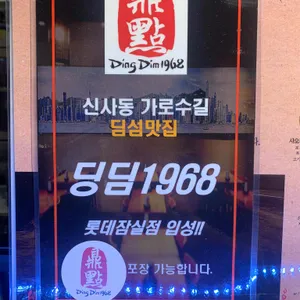 鼎點
Ding Dim 1968
신사동 가로수길
딤섬맛집
딩딤1968
롯데잠실점 입성!!
鼎點
Ding Dim 1968
포장 가능합니다.